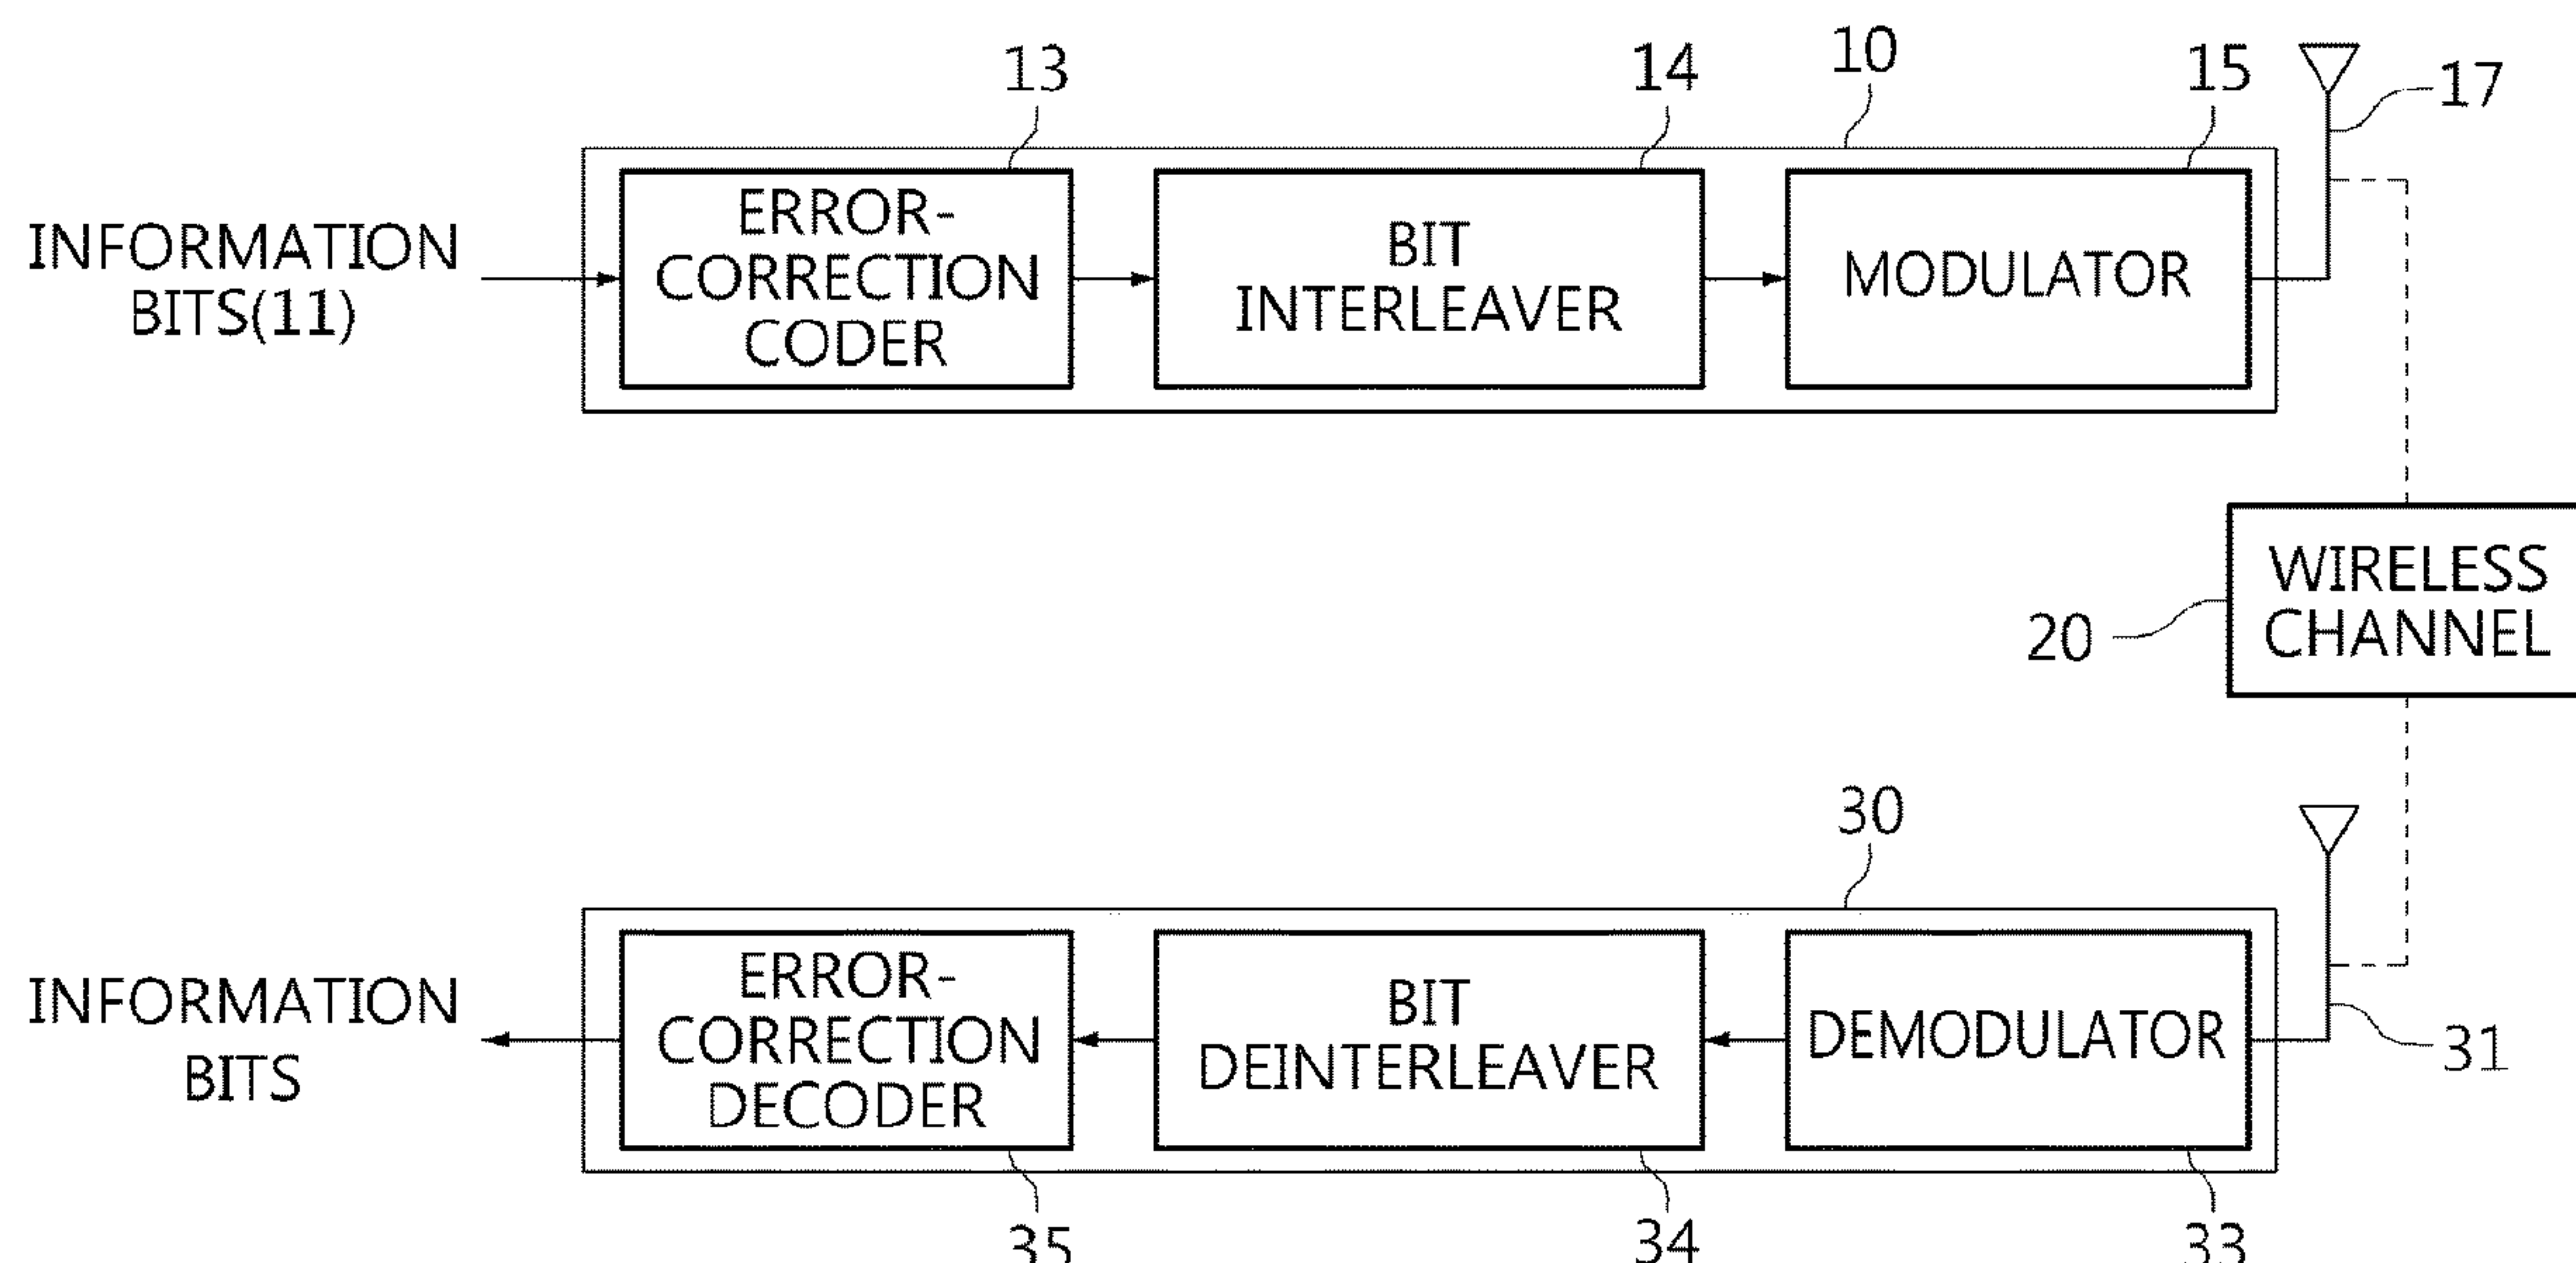 13
14
10
15
17
INFORMATION
BITS(11)
ERROR-
CORRECTION
CODER
BIT
INTERLEAVER
MODULATOR
WIRELESS
CHANNEL
20
30
INFORMATION
BITS
ERROR-
CORRECTION
DECODER
BIT
DEINTERLEAVER
DEMODULATOR
31
35
34
33